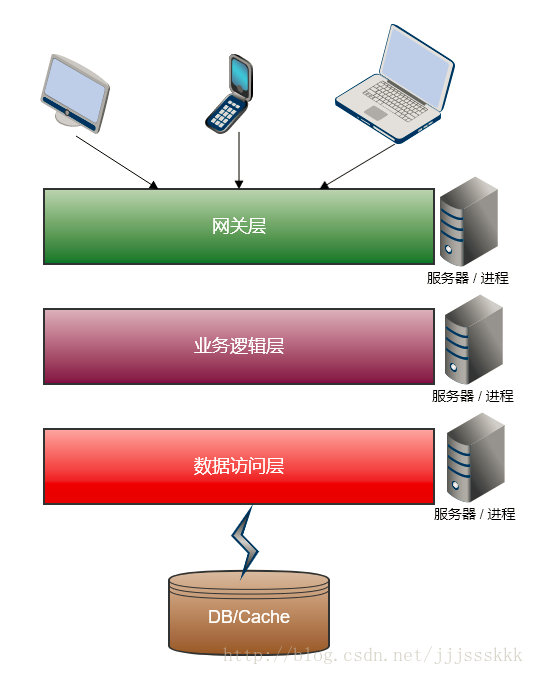 网关层
服务器 / 进程
业务逻辑层
服务器 / 进程
数据访问层
服务器 / 进程
DB/Cache
http://blog.csdn.net/jjjssskkk